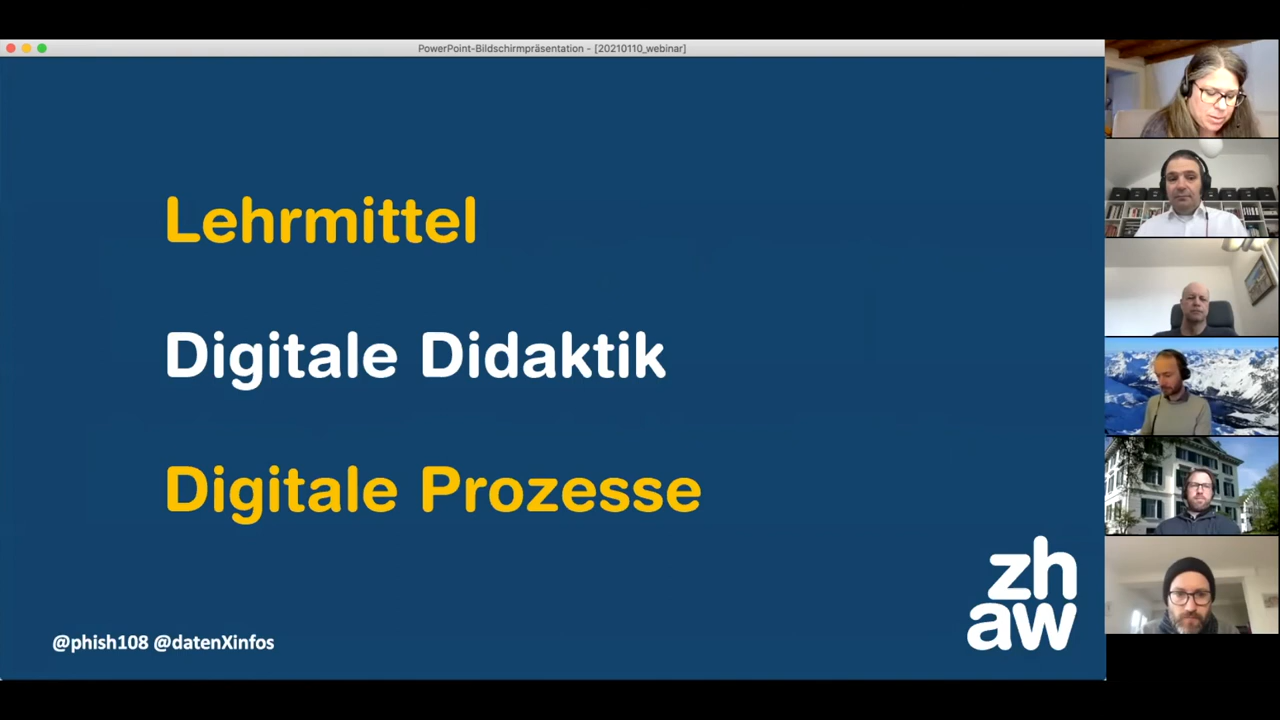 PowerPoint-Bildschirmpräsentation - [20210110_webinar]
Lehrmittel
Digitale Didaktik
Digitale Prozesse
zh
aw
@phish108 @datenXinfos